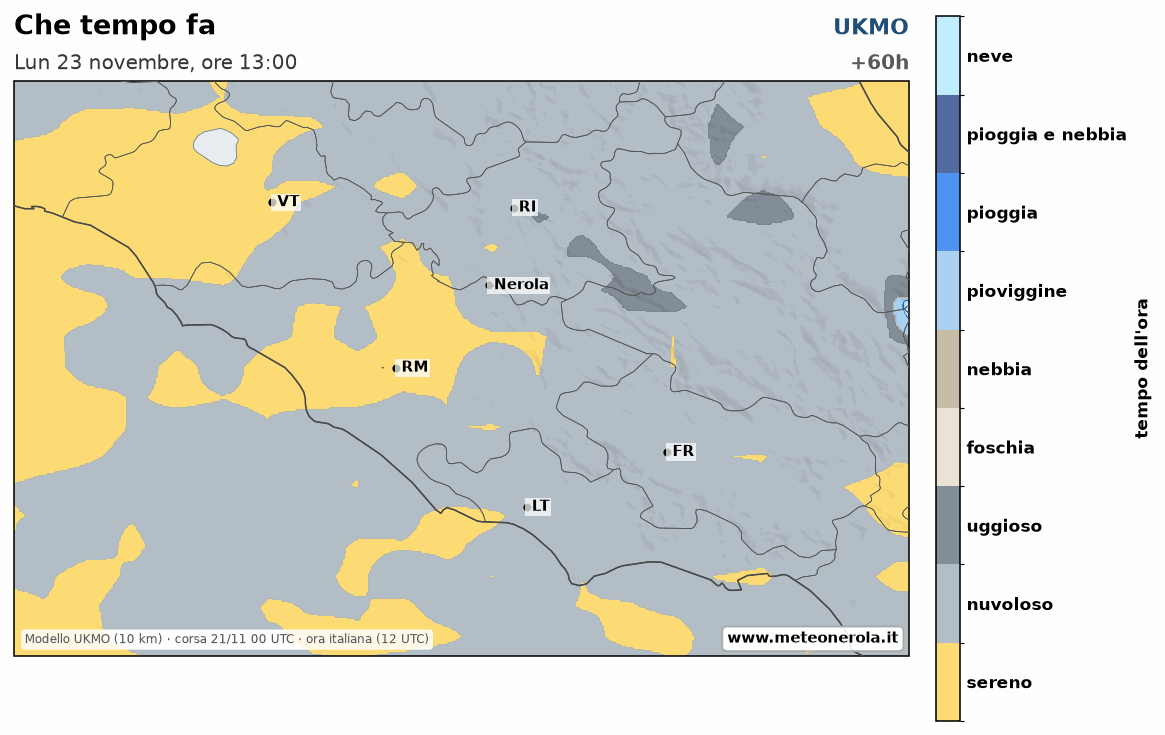 Che tempo fa
UKMO
Lun 23 novembre, ore 13:00
+60h
VT
RI
Nerola
RM
FR
LT
Modello UKMO (10 km) · corsa 21/11 00 UTC · ora italiana (12 UTC)
www.meteonerola.it
neve
pioggia e nebbia
pioggia
pioviggine
nebbia
foschia
uggioso
nuvoloso
sereno
tempo dell'ora